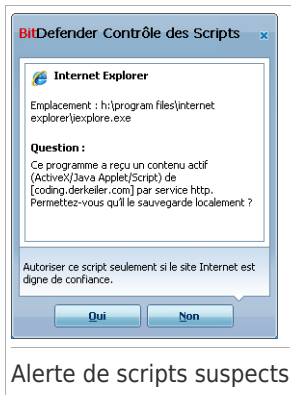 BitDefender Contrôle des Scripts x
Internet Explorer
Emplacement : h:\program files\internet
explorer\iexplore.exe
Question :
Ce programme a reçu un contenu actif
(ActiveX/Java Applet/Script) de
[coding.derkeiler.com] par service http.
Permettez-vous qu'il le sauvegarde localement ?
Autoriser ce script seulement si le site Internet est
digne de confiance.
Oui
Non
Alerte de scripts suspects